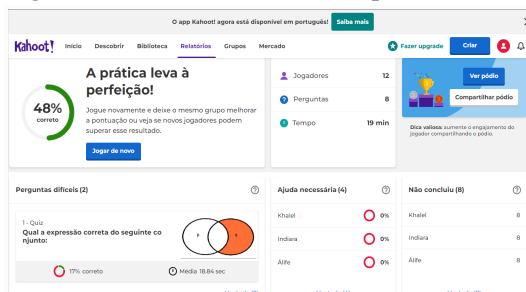 O app Kahoot! agora está disponível em português!
Saiba mais
Kahoot!
Início
Descobrir
Biblioteca
Relatórios
Grupos
Mercado
Fazer upgrade
Criar
48%
correto
A prática leva à
perfeição!
Jogue novamente e deixe o mesmo grupo melhorar
a pontuação ou veja se novos jogadores podem
superar esse resultado.
Jogar de novo
Jogadores 12
Perguntas 8
Tempo 19 min
Ver pódio
Compartilhar pódio
Dica valiosa: aumente o engajamento do
jogador compartilhando o pódio.
Perguntas difíceis (2)
1 - Quiz
Qual a expressão correta do seguinte co
njunto:
17% correto
Média 18.84 sec
Ajuda necessária (4)
Khalel 0%
Indiara 0%
Álife 0%
Não concluiu (8)
Khalel 8
Indiara 8
Álife 8